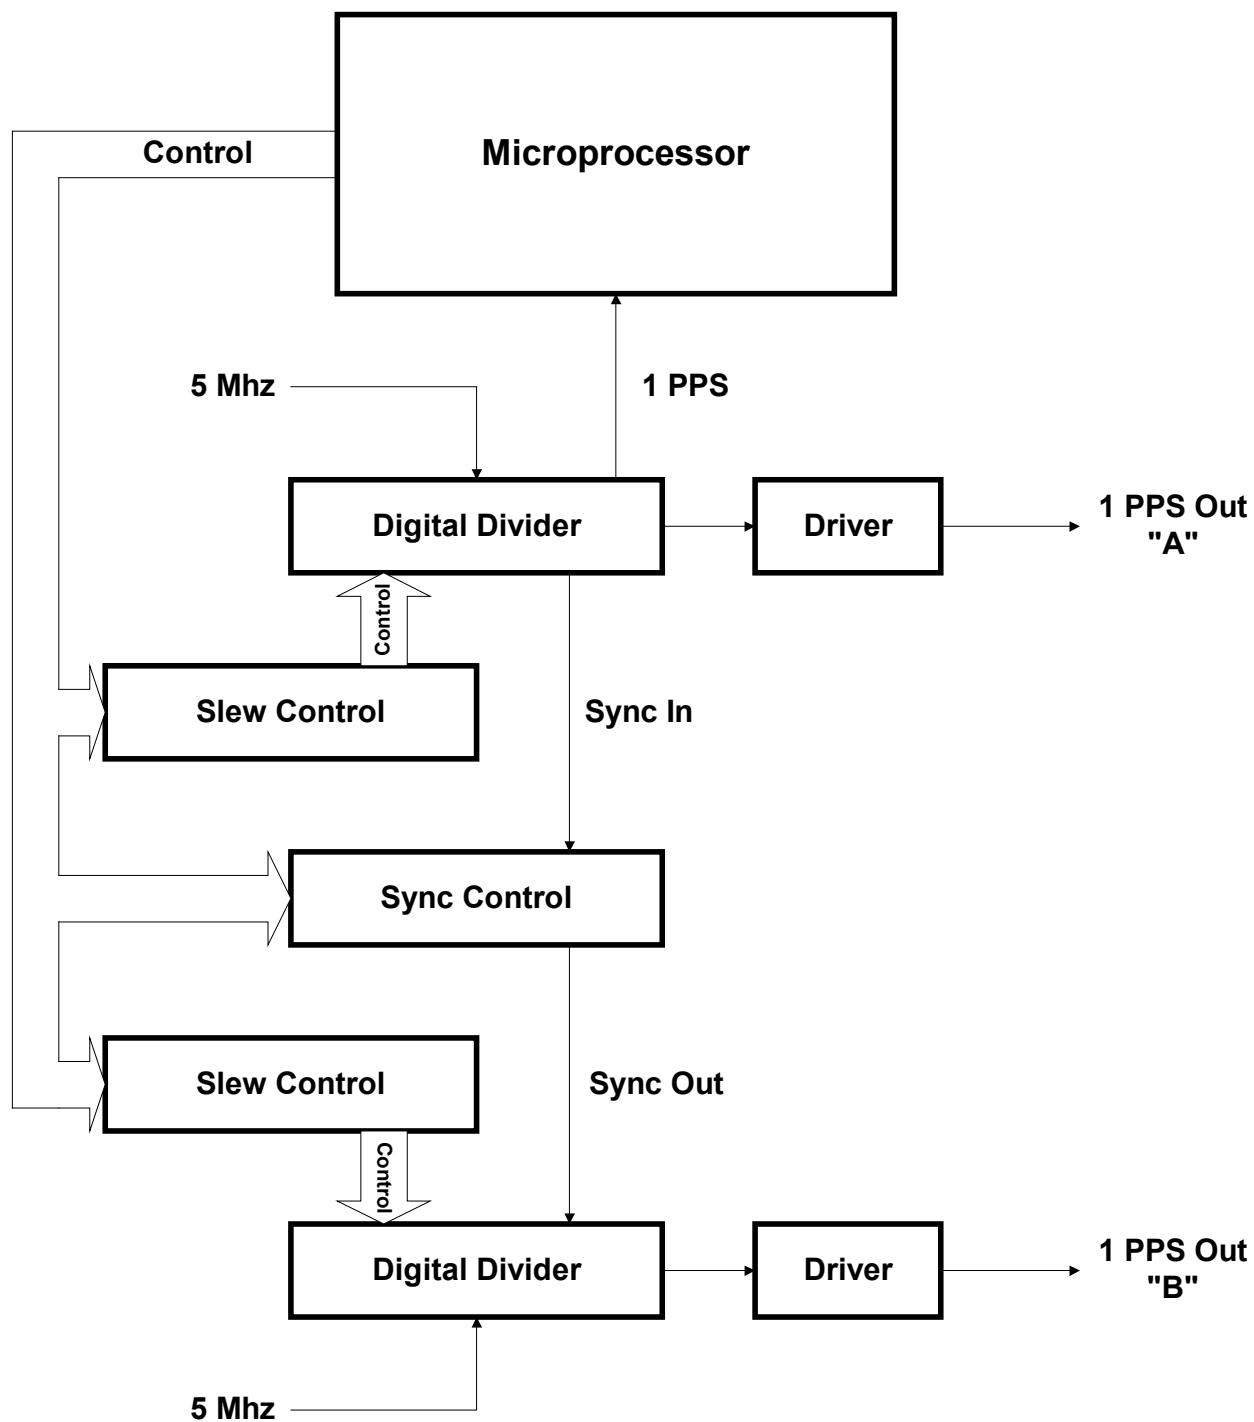 Microprocessor
Control
5 Mhz
1 PPS
Digital Divider
Driver
1 PPS Out
"A"
Control
Slew Control
Sync In
Sync Control
Slew Control
Sync Out
Control
Digital Divider
Driver
1 PPS Out
"B"
5 Mhz